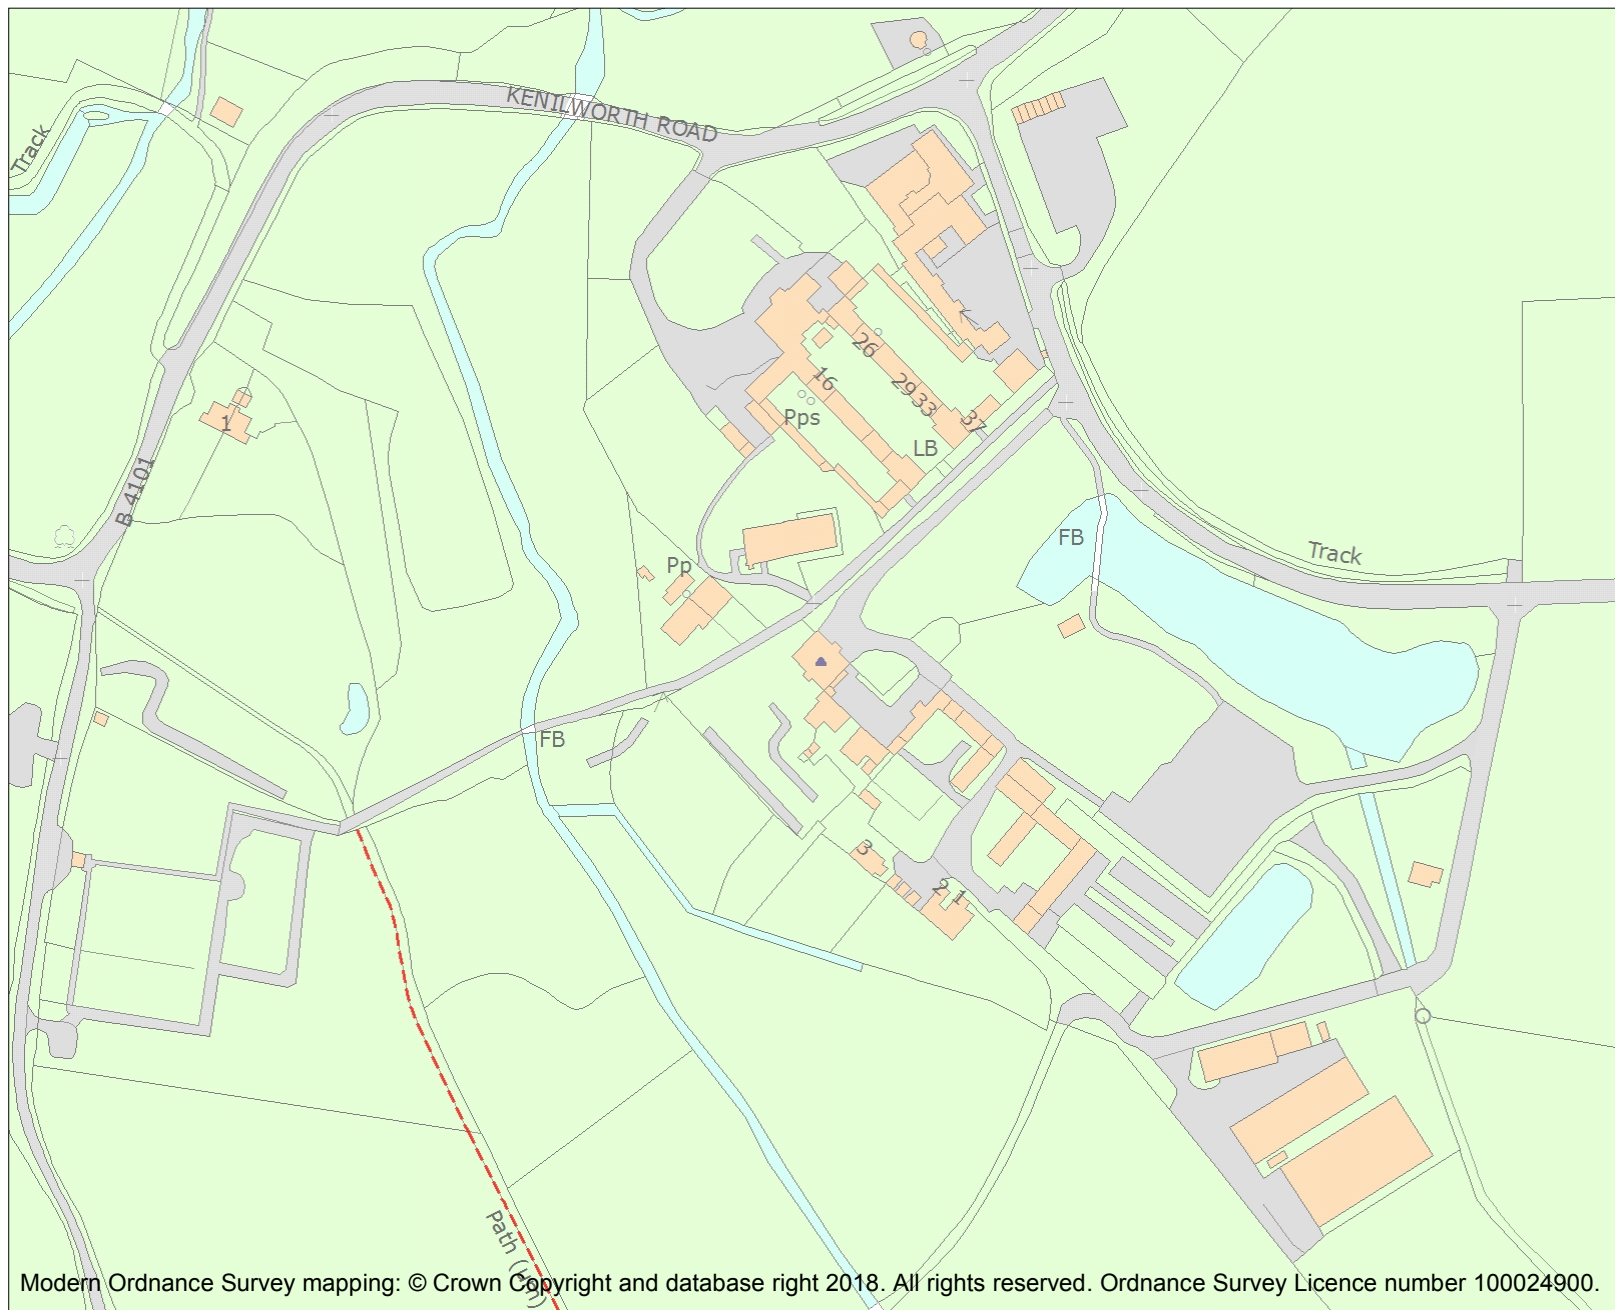 KENILWORTH ROAD
Track
26
16
29
33
37
Pps
LB
1
B 4101
FB
Track
Pp
FB
3
2
1
Path (um)
Modern Ordnance Survey mapping: © Crown Copyright and database right 2018. All rights reserved. Ordnance Survey Licence number 100024900.